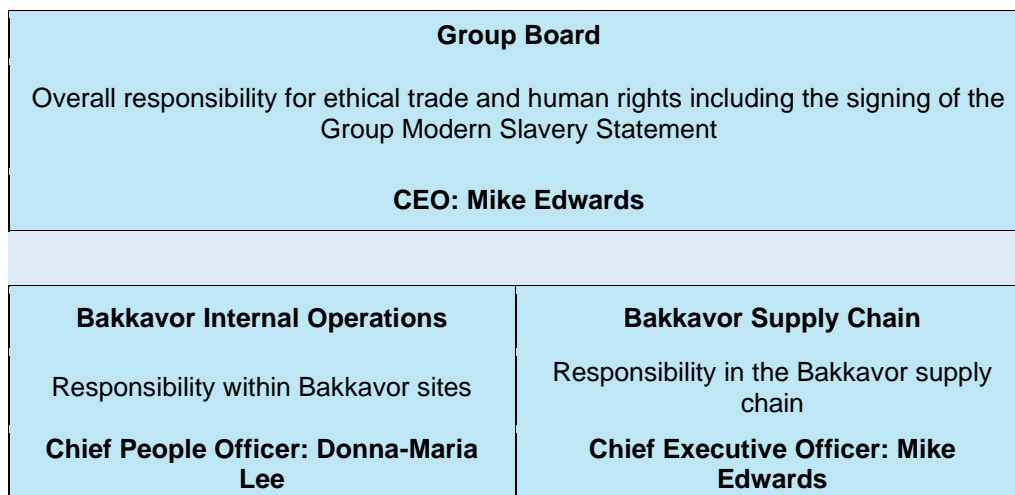 Group Board
Overall responsibility for ethical trade and human rights including the signing of the
Group Modern Slavery Statement
CEO: Mike Edwards
Bakkavor Internal Operations
Responsibility within Bakkavor sites
Chief People Officer: Donna-Maria
Lee
Bakkavor Supply Chain
Responsibility in the Bakkavor supply
chain
Chief Executive Officer: Mike
Edwards